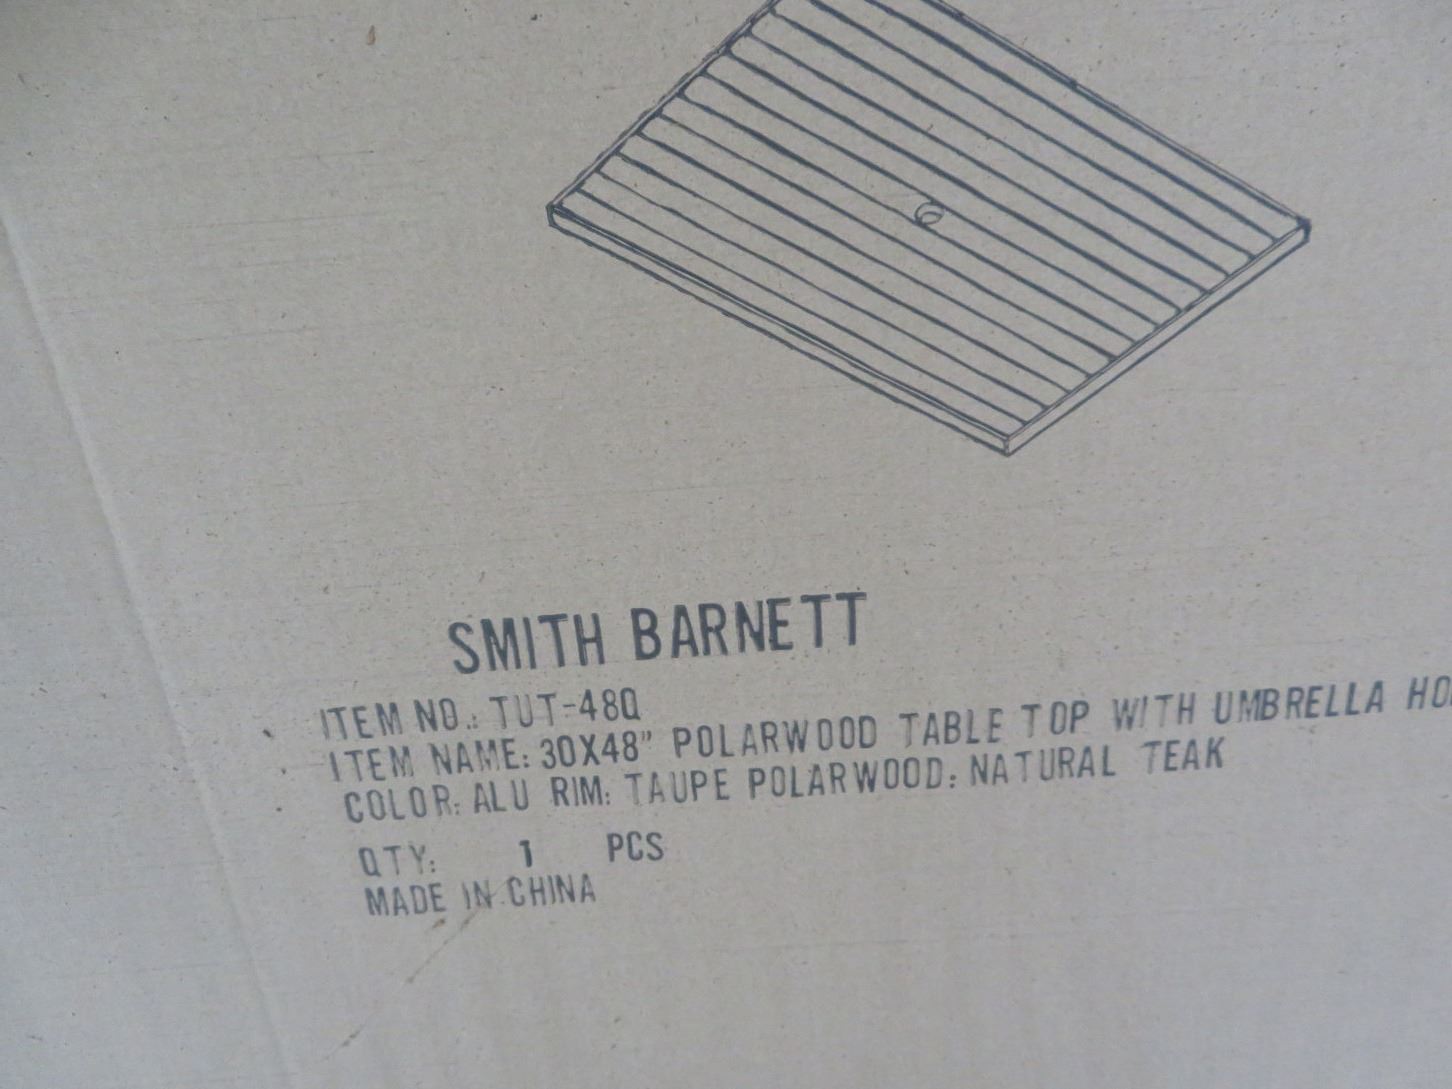 SMITH BARNETT
ITEM NO.: TUT-48Q
ITEM NAME: 30X48" POLARWOOD TABLE TOP WITH UMBRELLA HO
COLOR: ALU RIM: TAUPE POLARWOOD: NATURAL TEAK
QTY: 1 PCS
MADE IN CHINA